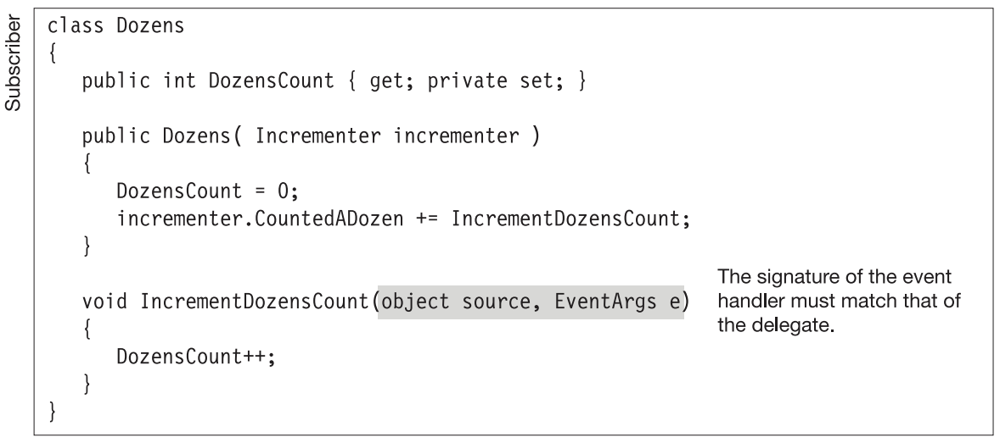 Subscriber
class Dozens
{
   public int DozensCount { get; private set; }

   public Dozens( Incrementer incrementer )
   {
      DozensCount = 0;
      incrementer.CountedADozen += IncrementDozensCount;
   }

   void IncrementDozensCount(object source, EventArgs e)
   {
      DozensCount++;
   }
}
The signature of the event
handler must match that of
the delegate.